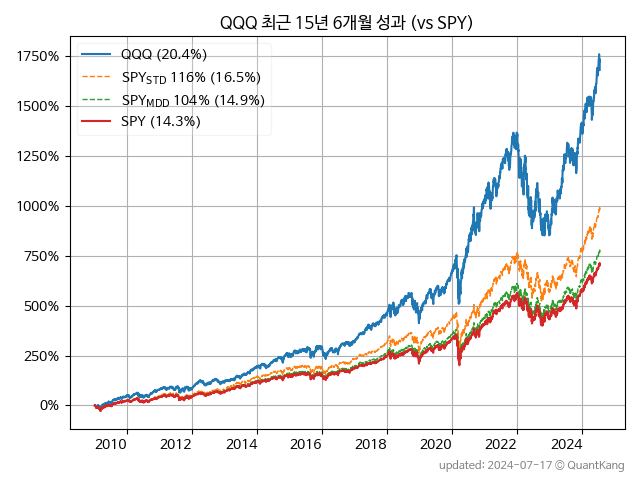 QQQ 최근 15년 6개월 성과 (vs SPY)
QQQ (20.4%)
SPY_STD 116% (16.5%)
SPY_MDD 104% (14.9%)
SPY (14.3%)
1750%
1500%
1250%
1000%
750%
500%
250%
0%
2010 2012 2014 2016 2018 2020 2022 2024
updated: 2024-07-17 © QuantKang